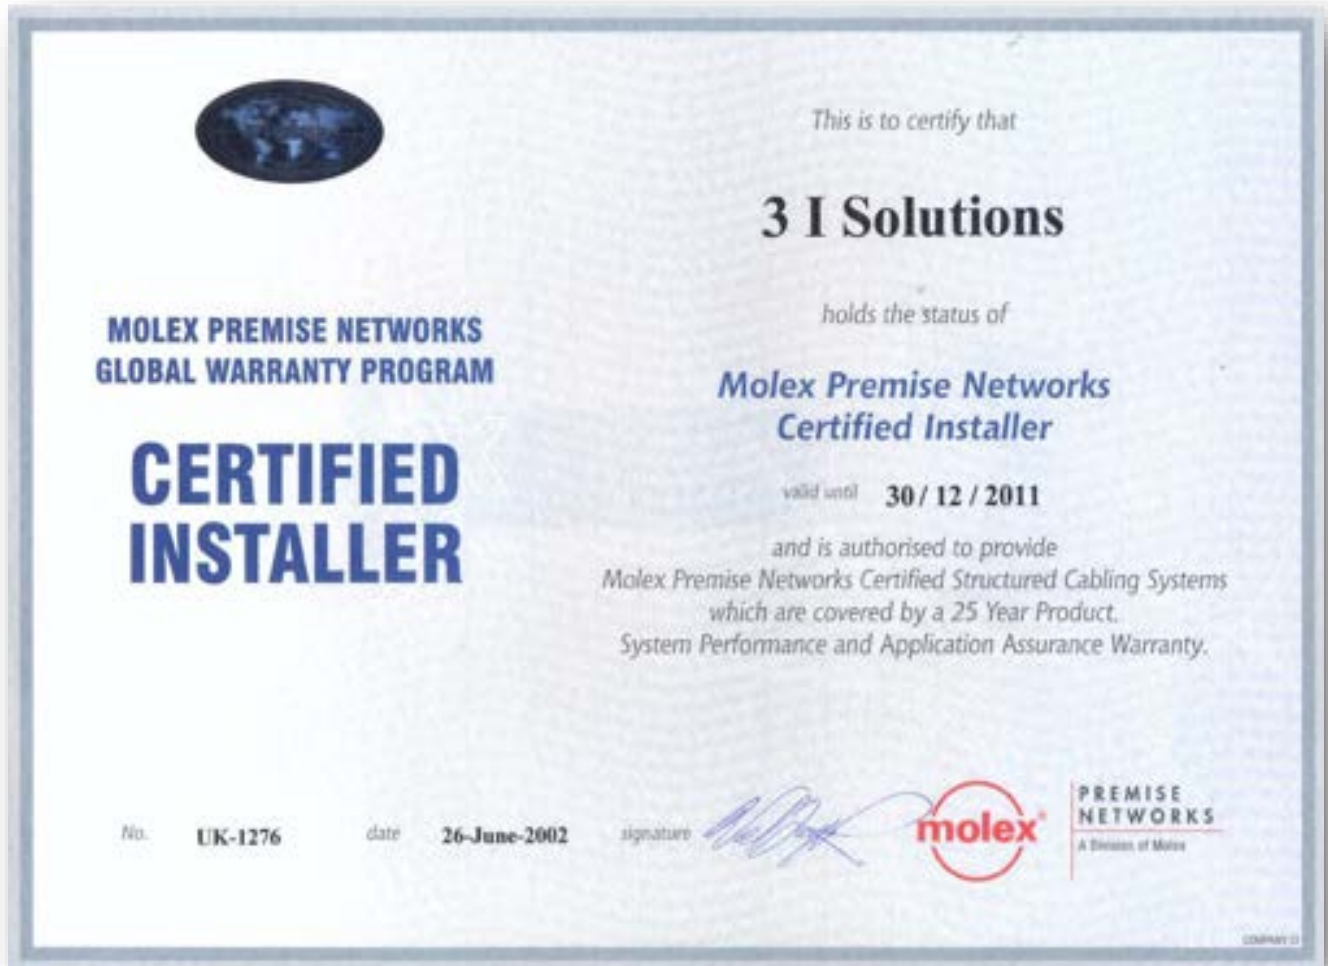 MOLEX PREMISE NETWORKS
GLOBAL WARRANTY PROGRAM
CERTIFIED
INSTALLER
This is to certify that
3 I Solutions
holds the status of
Molex Premise Networks
Certified Installer
valid until 30 / 12 / 2011
and is authorised to provide
Molex Premise Networks Certified Structured Cabling Systems
which are covered by a 25 Year Product.
System Performance and Application Assurance Warranty.
No. UK-1276 date 26-June-2002 signature
molex®
PREMISE
NETWORKS
A Division of Molex